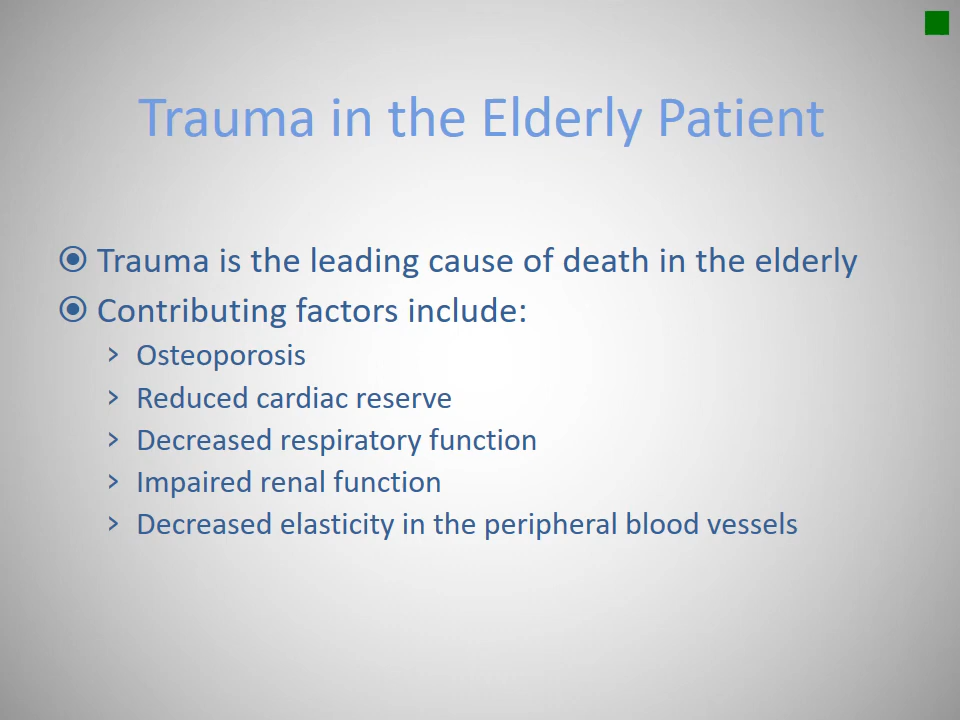 Trauma in the Elderly Patient
Trauma is the leading cause of death in the elderly
Contributing factors include:
Osteoporosis
Reduced cardiac reserve
Decreased respiratory function
Impaired renal function
Decreased elasticity in the peripheral blood vessels